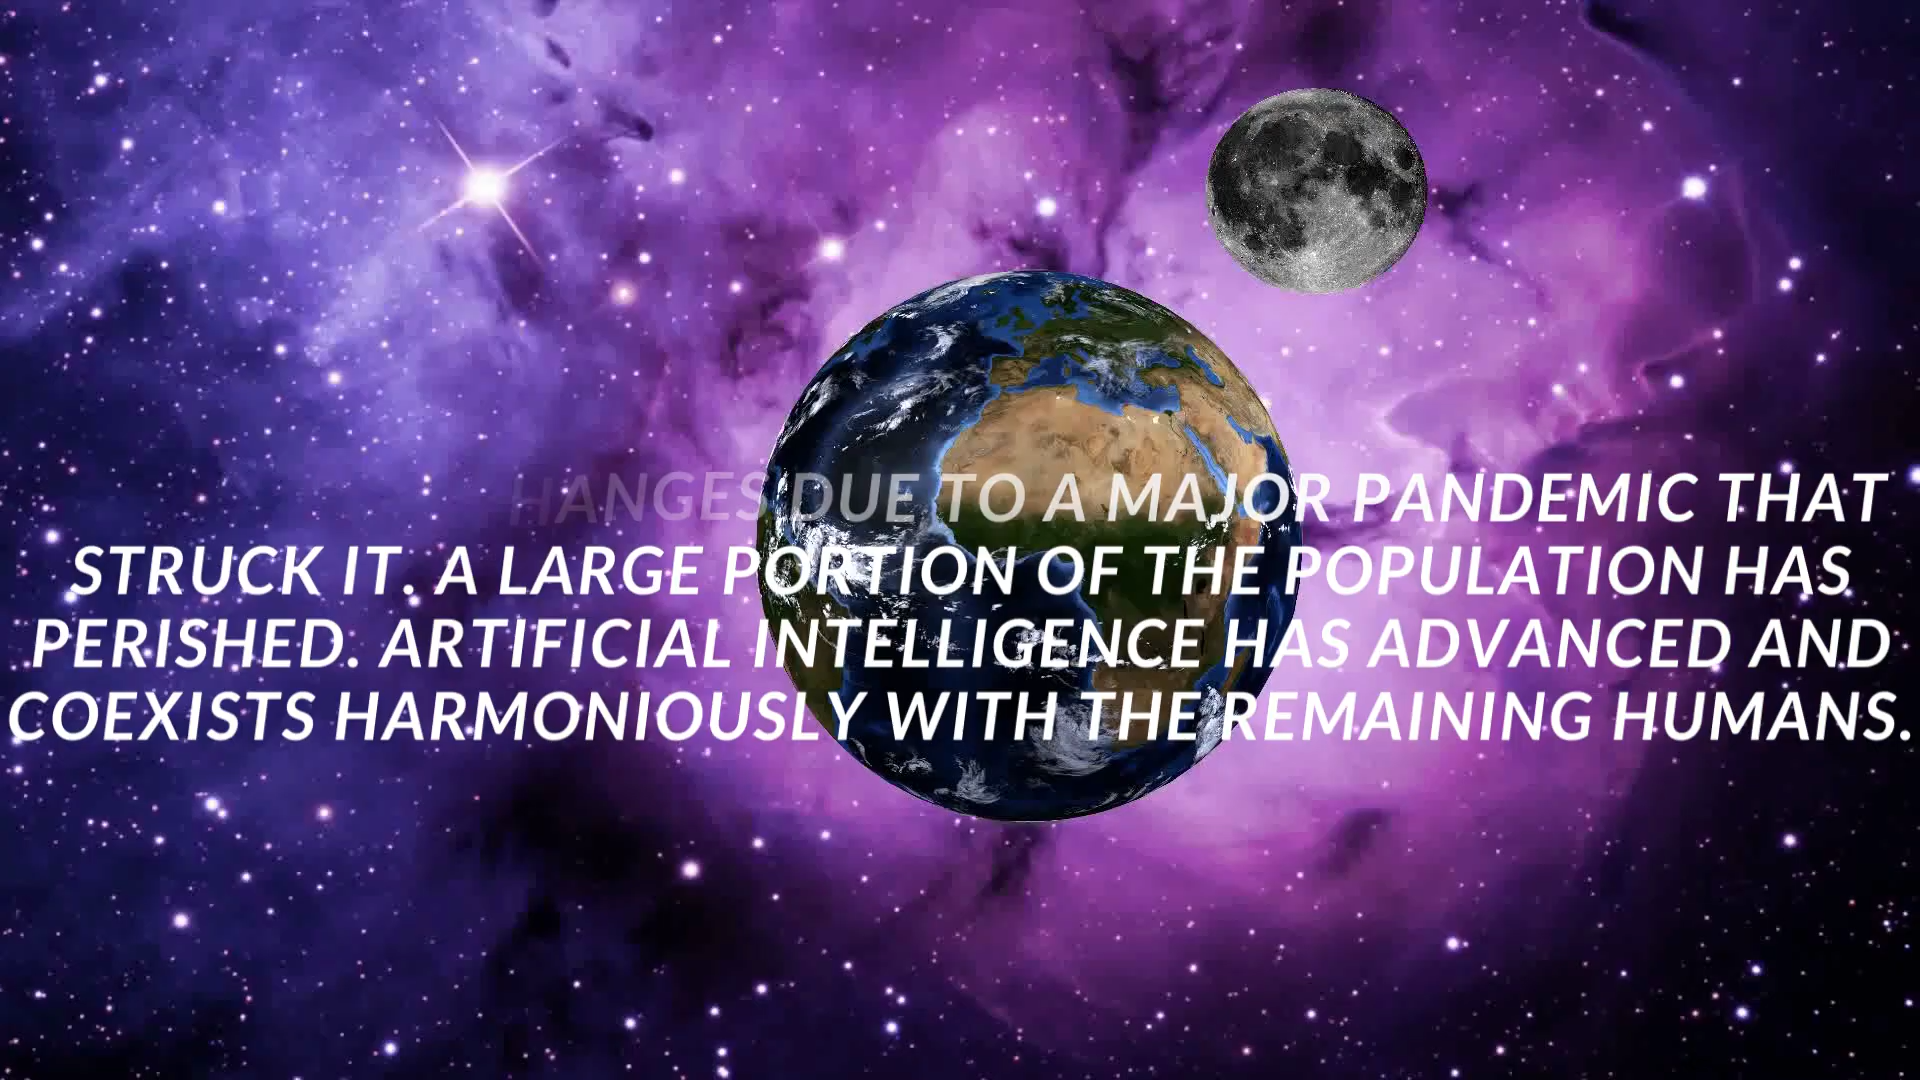 HANGES DUE TO A MAJOR PANDEMIC THAT
STRUCK IT. A LARGE PORTION OF THE POPULATION HAS
PERISHED. ARTIFICIAL INTELLIGENCE HAS ADVANCED AND
COEXISTS HARMONIOUSLY WITH THE REMAINING HUMANS.